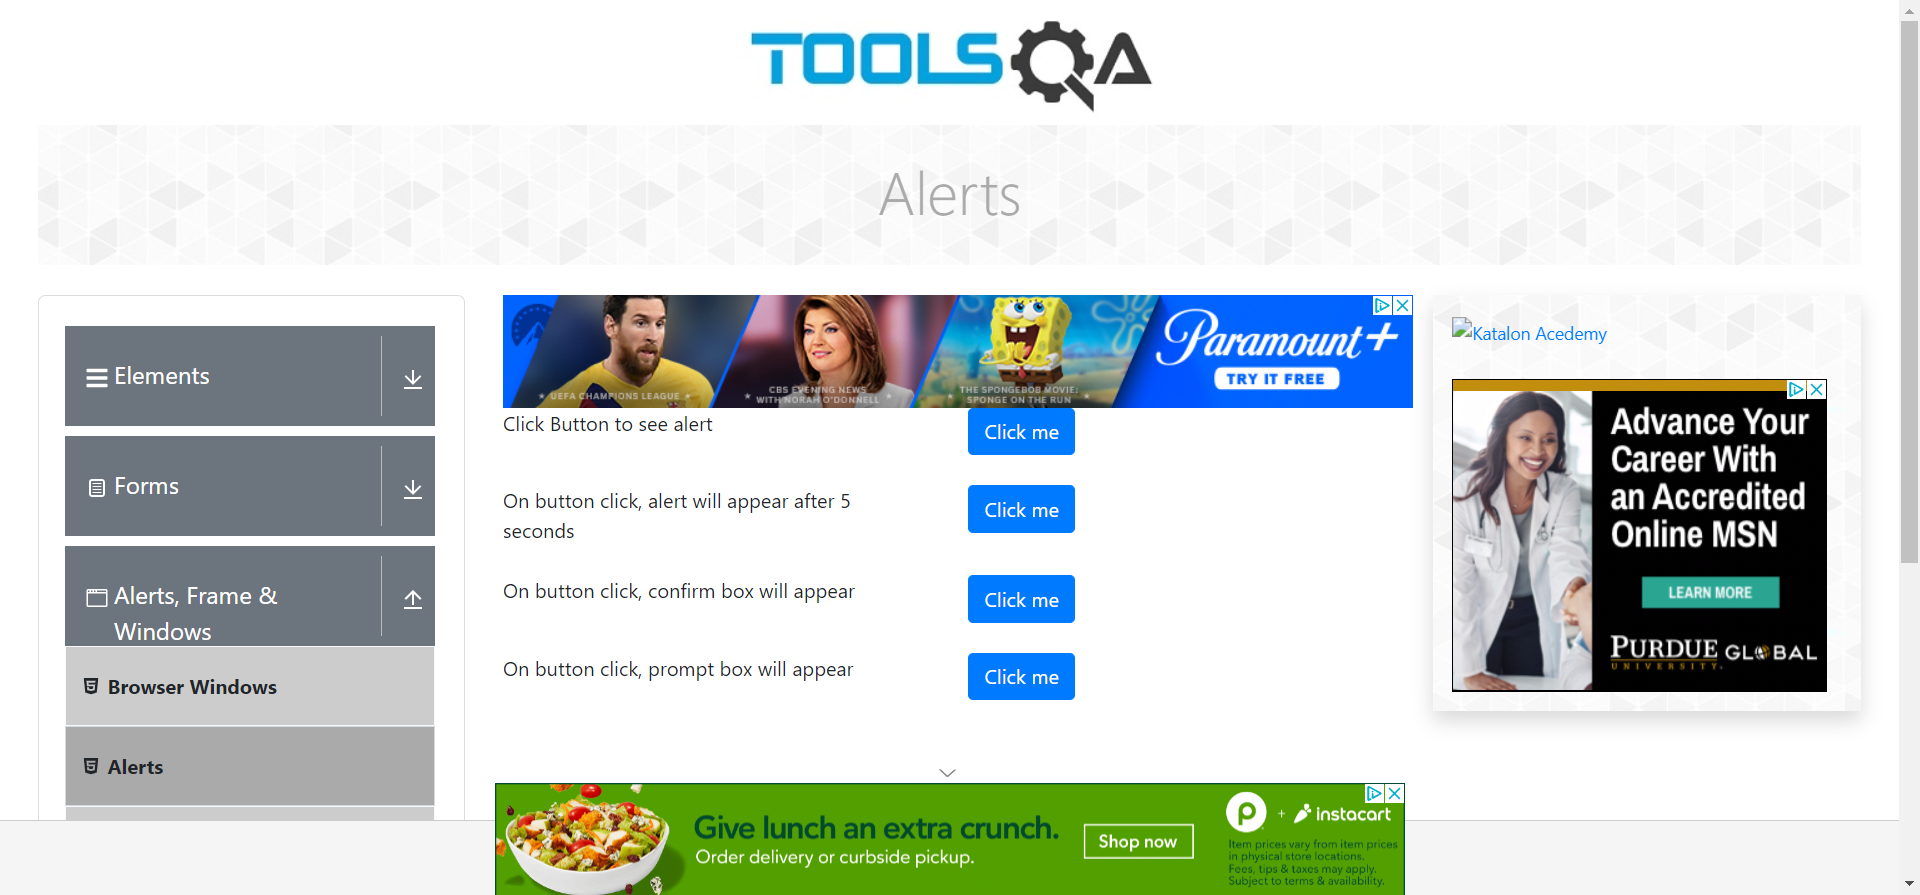 TOOLSQA
Alerts
Elements
Forms
Alerts, Frame &
Windows
Browser Windows
Alerts
★ UEFA CHAMPIONS LEAGUE ★
★ CBS EVENING NEWS
WITH NORAH O'DONNELL ★
★ THE SPONGEBOB MOVIE:
SPONGE ON THE RUN ★
Paramount+
TRY IT FREE
Click Button to see alert
Click me
On button click, alert will appear after 5
seconds
Click me
On button click, confirm box will appear
Click me
On button click, prompt box will appear
Click me
Katalon Acedemy
Advance Your
Career With
an Accredited
Online MSN
LEARN MORE
PURDUE GLOBAL
UNIVERSITY.
Give lunch an extra crunch.
Order delivery or curbside pickup.
Shop now
P + instacart
Item prices vary from item prices
in physical store locations.
Fees, tips & taxes may apply.
Subject to terms & availability.